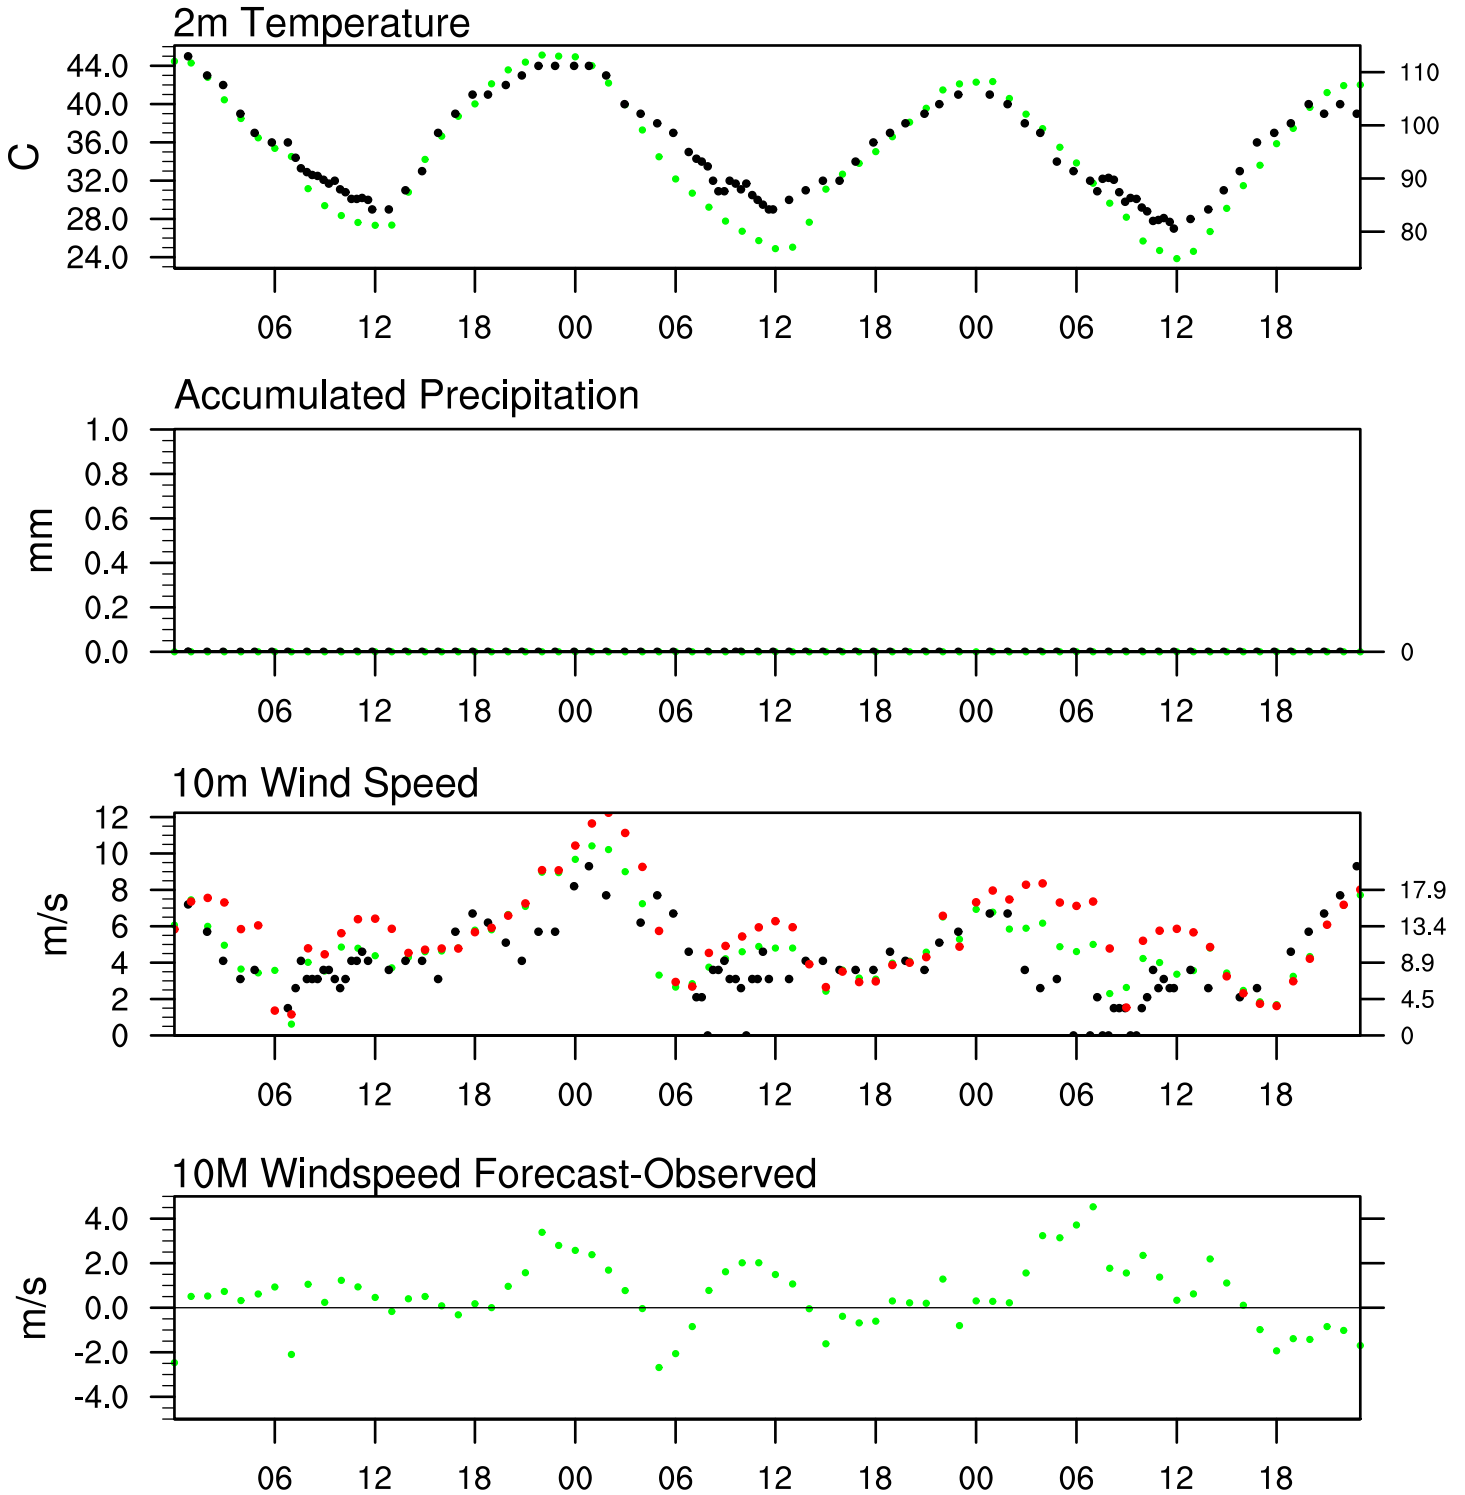 2m Temperature
44.0
40.0
36.0
32.0
28.0
24.0
C
110
100
90
80
06 12 18 00 06 12 18 00 06 12 18
Accumulated Precipitation
1.0
0.8
0.6
0.4
0.2
0.0
mm
0
06 12 18 00 06 12 18 00 06 12 18
10m Wind Speed
12
10
8
6
4
2
0
m/s
17.9
13.4
8.9
4.5
0
06 12 18 00 06 12 18 00 06 12 18
10M Windspeed Forecast-Observed
4.0
2.0
0.0
-2.0
-4.0
m/s
06 12 18 00 06 12 18 00 06 12 18